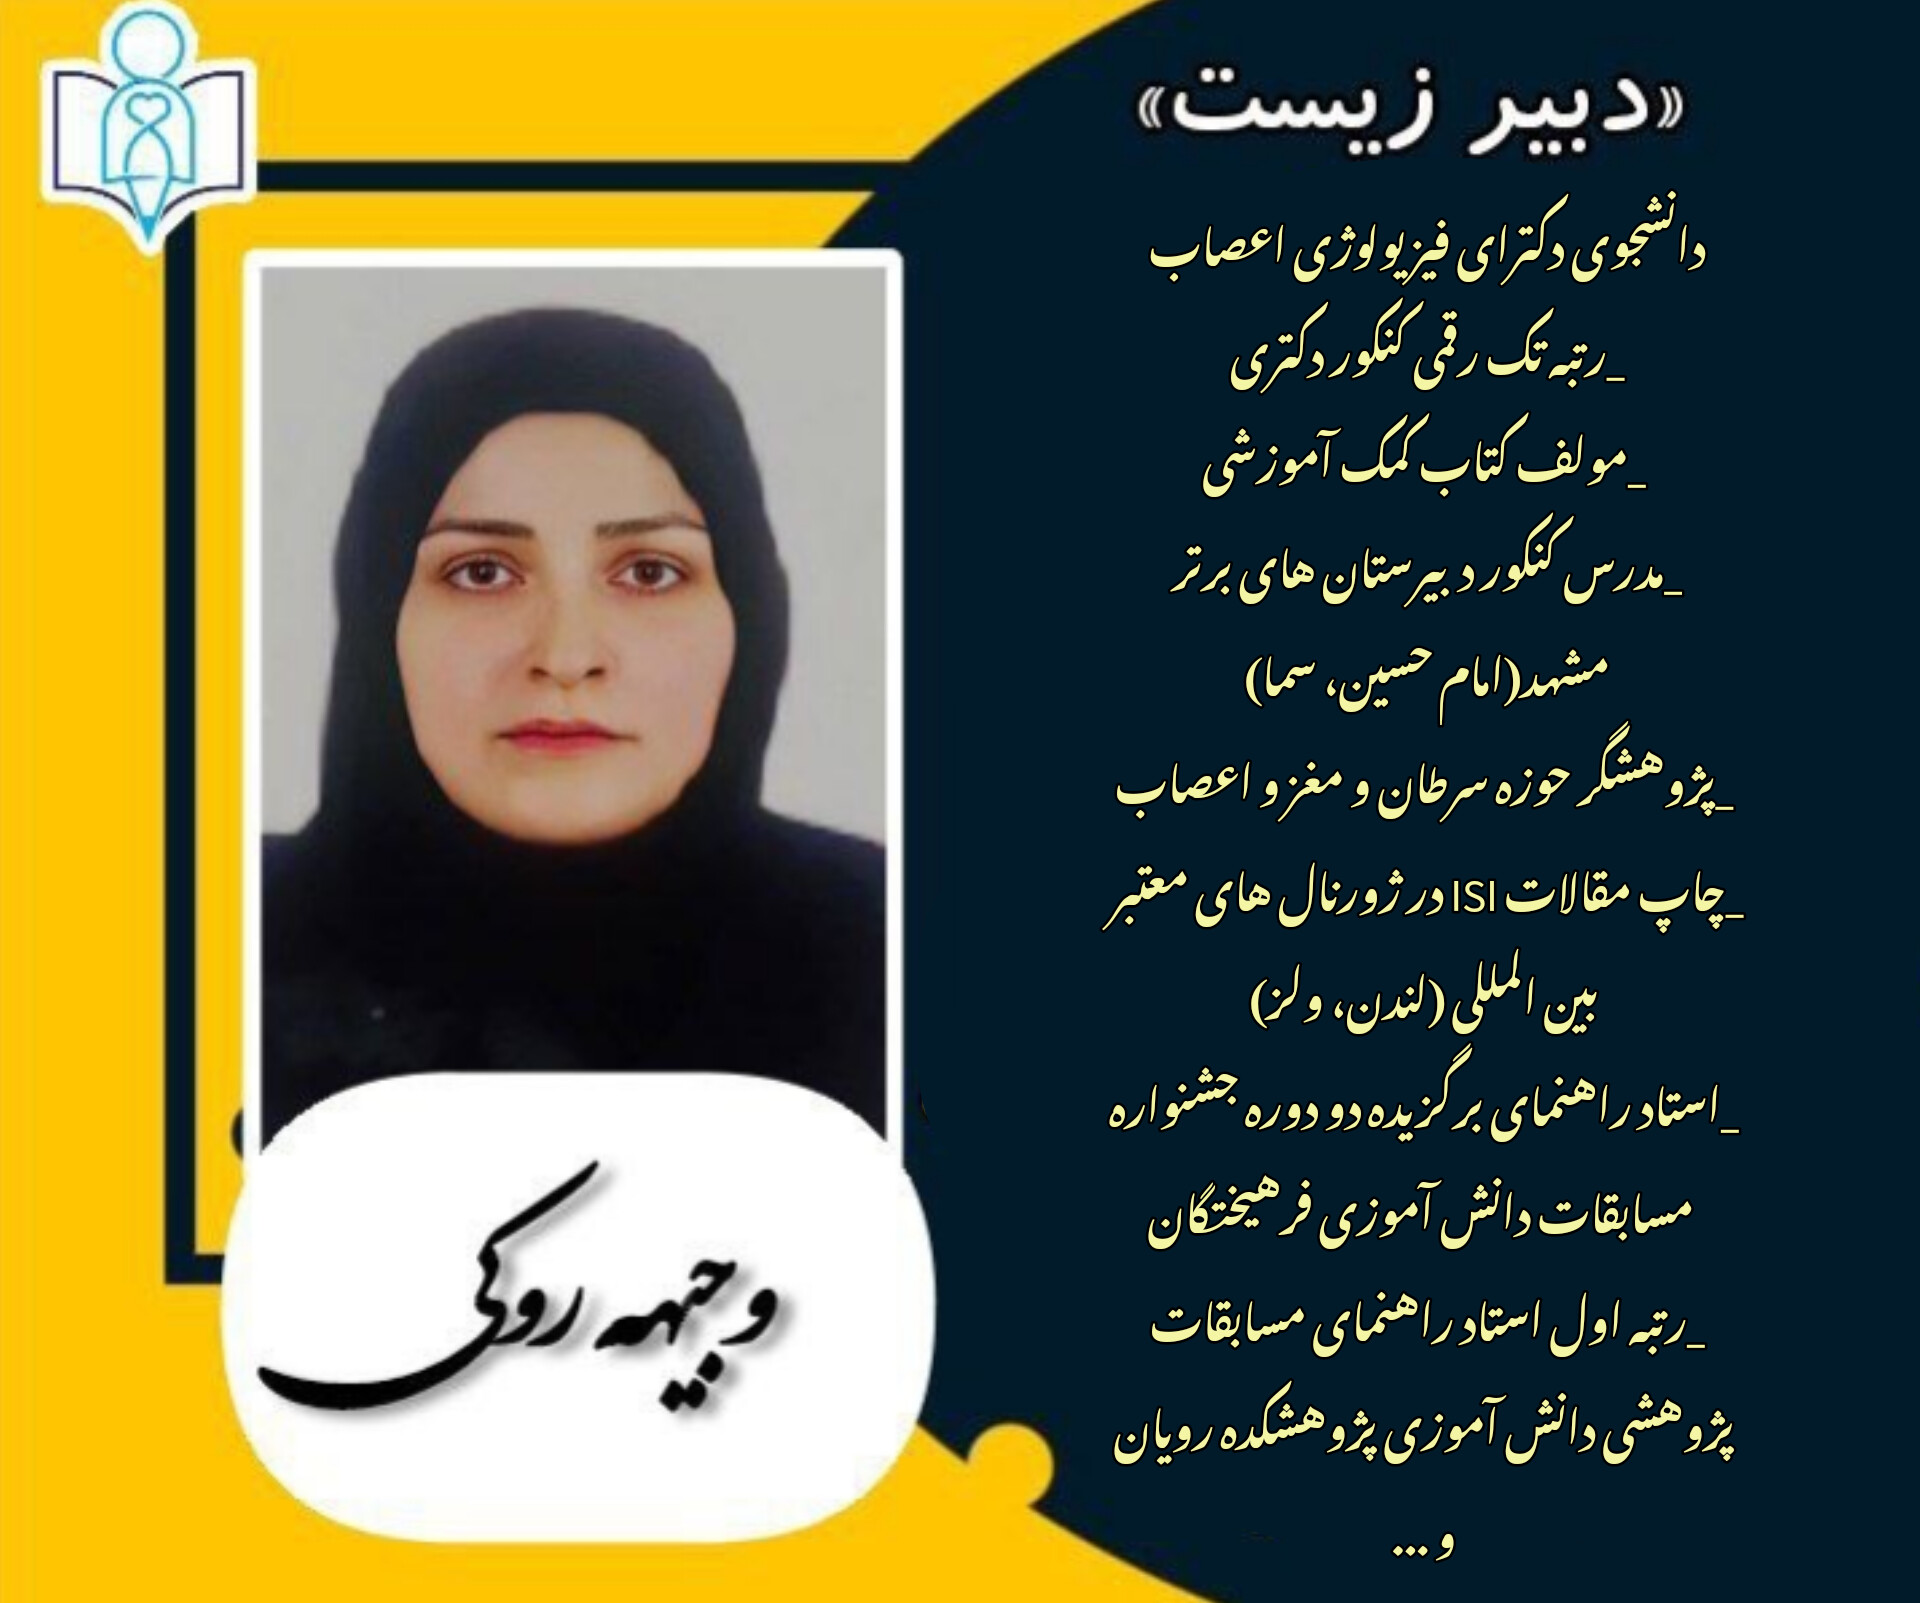 «دبیر زیست»
دانشجوی دکترای فیزیولوژی اعصاب
_رتبه تک رقمی کنکور دکتری
_مولف کتاب کمک آموزشی
_مدرس کنکور دبیرستان های برتر
مشهد(امام حسین، سما)
_پژوهشگر حوزه سرطان و مغز و اعصاب
_چاپ مقالات ISI در ژورنال های معتبر
بین المللی (لندن، ولز)
_استاد راهنمای برگزیده دو دوره جشنواره
مسابقات دانش آموزی فرهیختگان
_رتبه اول استاد راهنمای مسابقات
پژوهشی دانش آموزی پژوهشکده رویان
و ...
وجیهه روکی